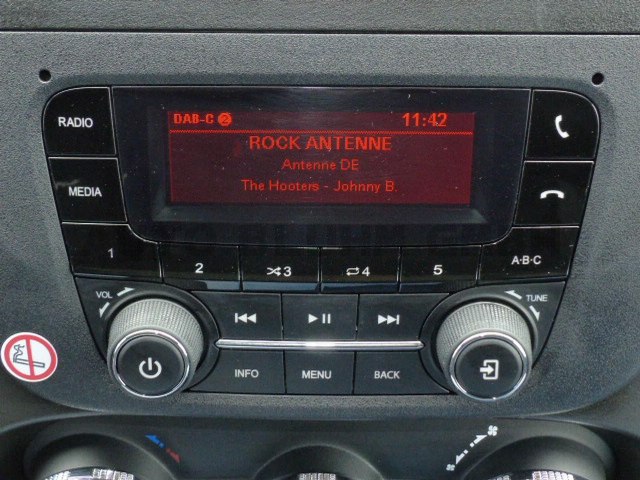 DAB-C 2 11:42
RADIO
ROCK ANTENNE
Antenne DE
The Hooters - Johnny B.
MEDIA
1
2
3
4
5
A·B·C
VOL
TUNE
INFO
MENU
BACK